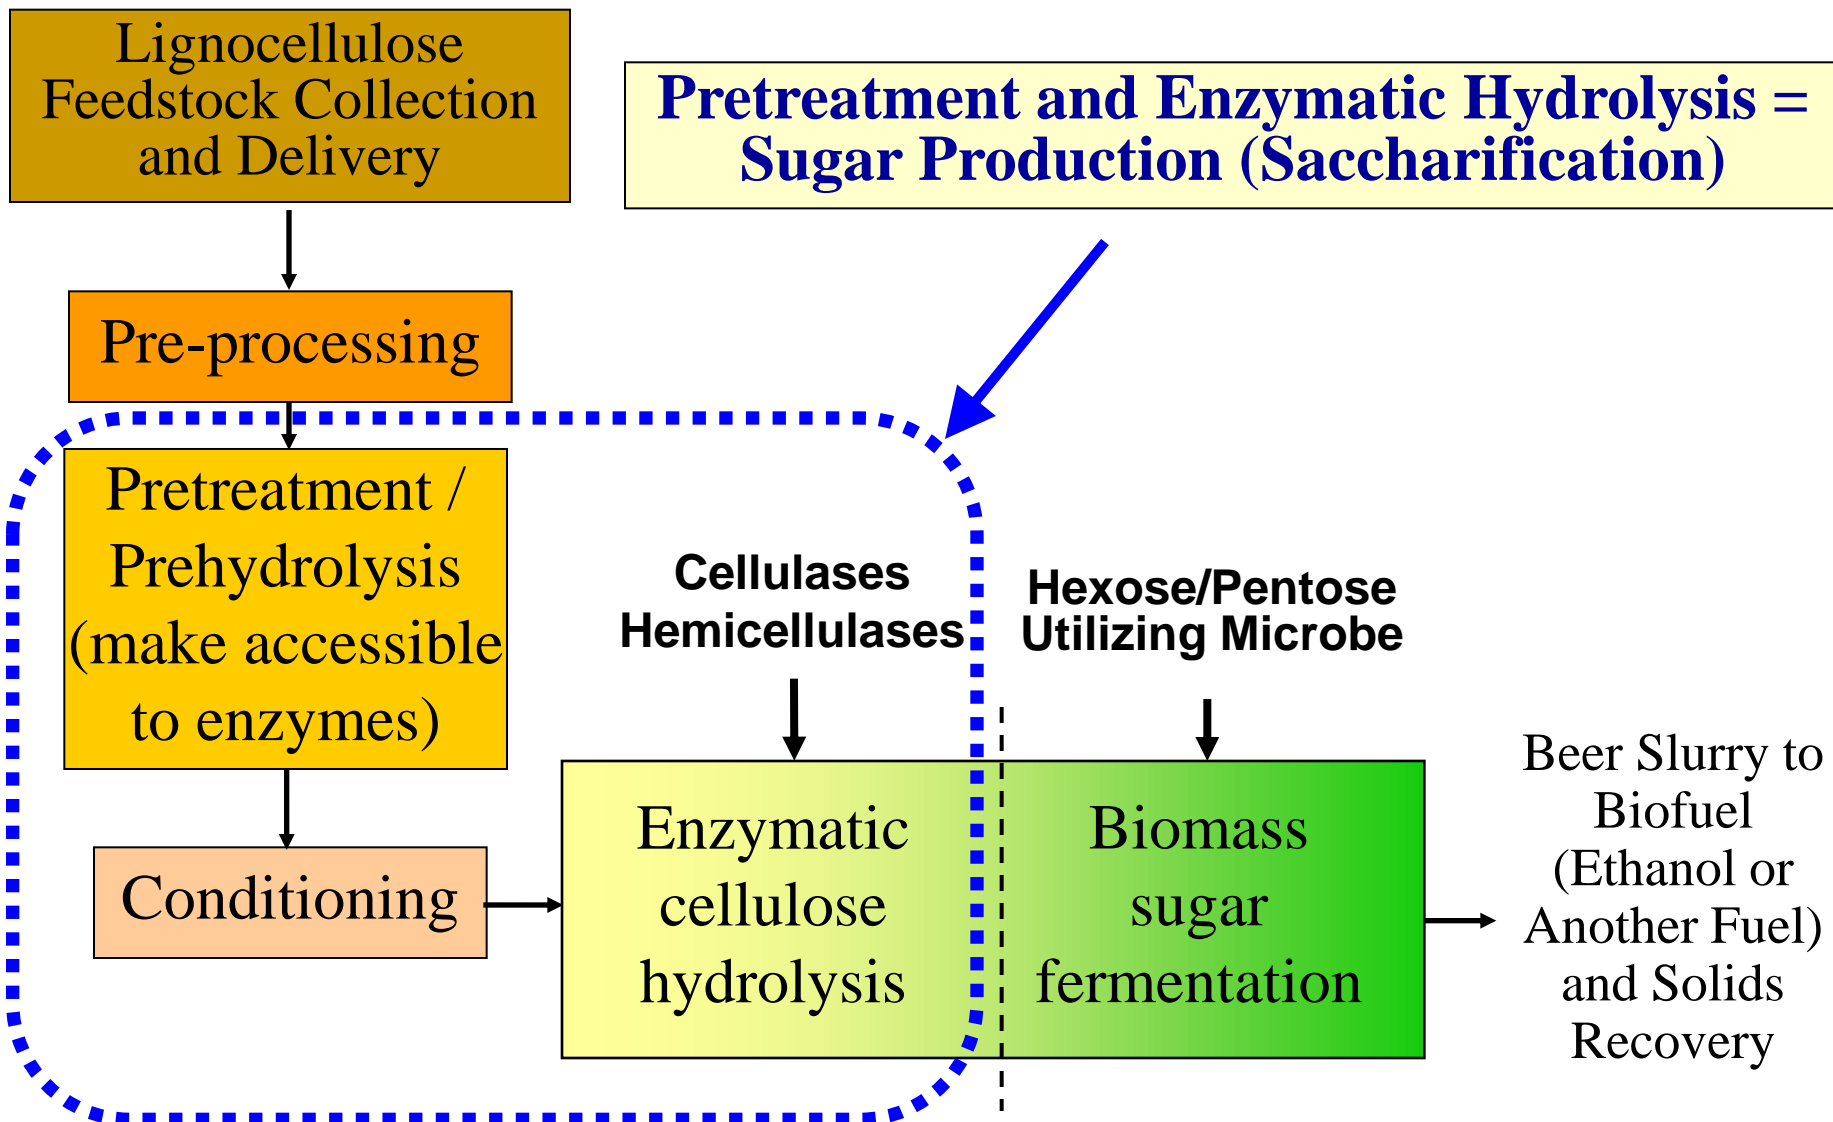 Lignocellulose
Feedstock Collection
and Delivery
Pretreatment and Enzymatic Hydrolysis =
Sugar Production (Saccharification)
Pre-processing
Pretreatment /
Prehydrolysis
(make accessible
to enzymes)
Cellulases
Hemicellulases
Hexose/Pentose
Utilizing Microbe
Conditioning
Enzymatic
cellulose
hydrolysis
Biomass
sugar
fermentation
Beer Slurry to
Biofuel
(Ethanol or
Another Fuel)
and Solids
Recovery